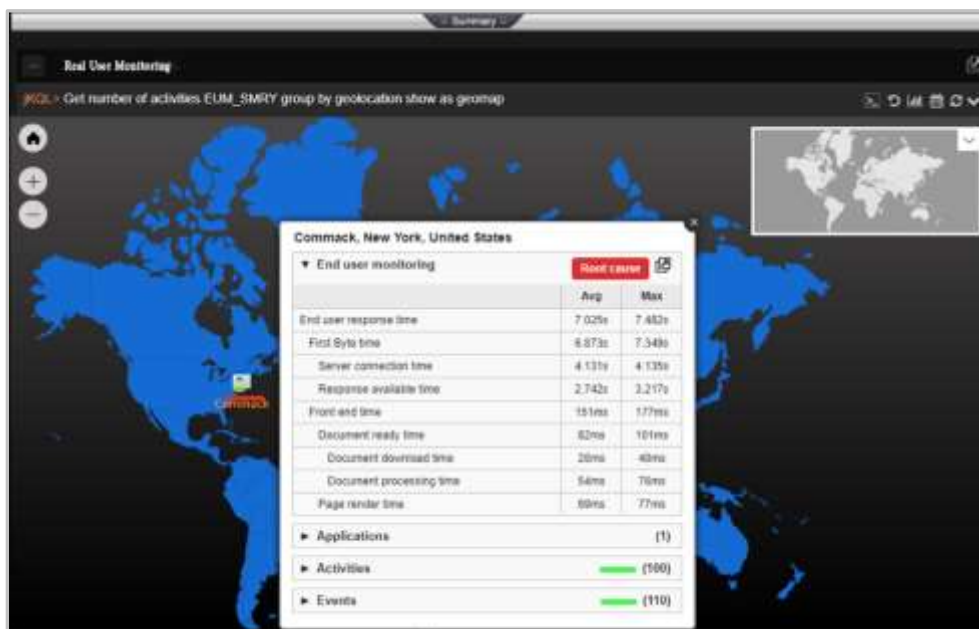 Summary
Real User Monitoring
jKQL> Get number of activities EUM_SMRY group by geolocation show as geomap
Commack, New York, United States
▼ End user monitoring Root cause
Avg Max
End user response time 7.025s 7.482s
First Byte time 6.873s 7.349s
Server connection time 4.131s 4.135s
Response available time 2.742s 3.217s
Front end time 151ms 177ms
Document ready time 82ms 101ms
Document download time 28ms 48ms
Document processing time 54ms 76ms
Page render time 69ms 77ms
► Applications (1)
► Activities (100)
► Events (110)
Commack